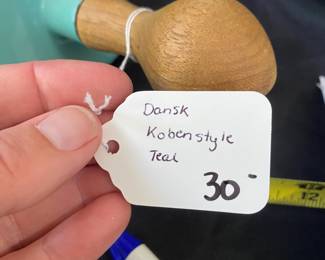 Dansk
Kobenstyle
Teal
30-
12